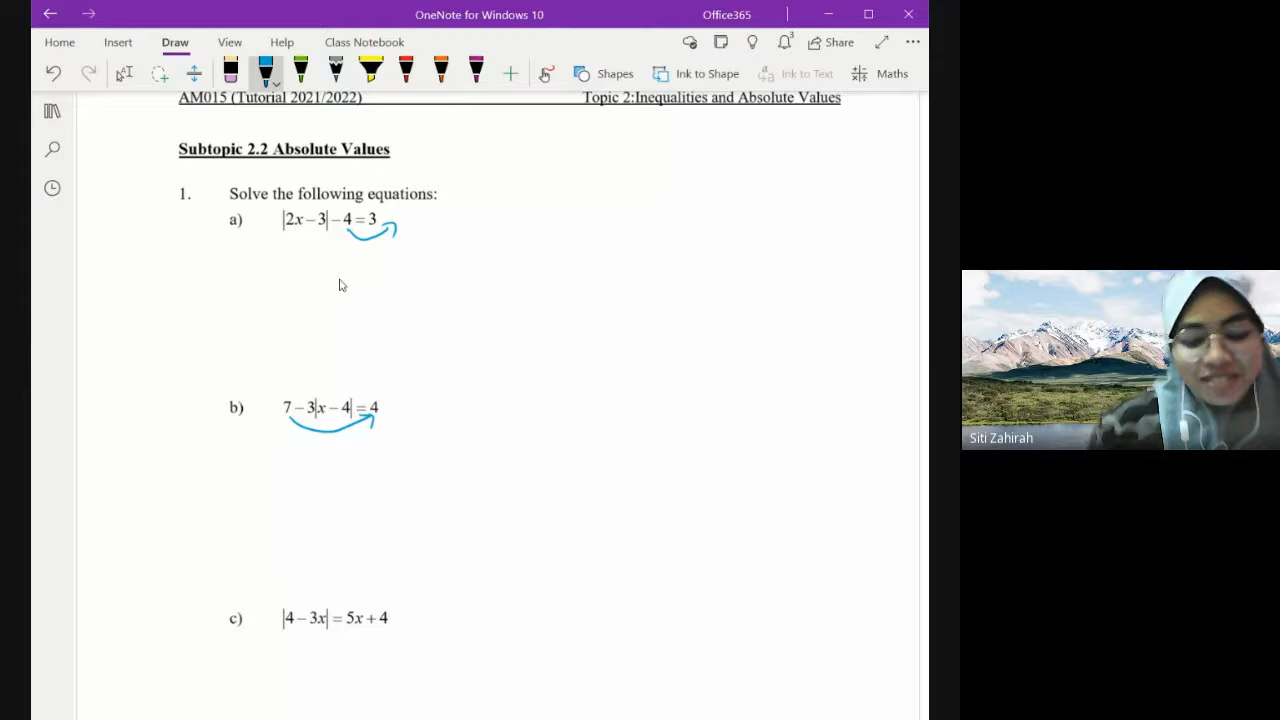 OneNote for Windows 10
Office365
Home
Insert
Draw
View
Help
Class Notebook
3
Share
Shapes
Ink to Shape
Ink to Text
Maths
AM015 (Tutorial 2021/2022)
Topic 2:Inequalities and Absolute Values
Subtopic 2.2 Absolute Values
1. Solve the following equations:
a) |2x – 3| – 4 = 3
b) 7 – 3|x – 4| = 4
c) |4 – 3x| = 5x + 4
Siti Zahirah